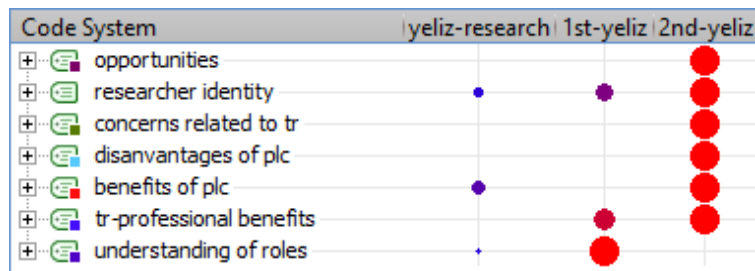 Code System yeliz-research 1st-yeliz 2nd-yeliz
opportunities
researcher identity
concerns related to tr
disanvantages of plc
benefits of plc
tr-professional benefits
understanding of roles